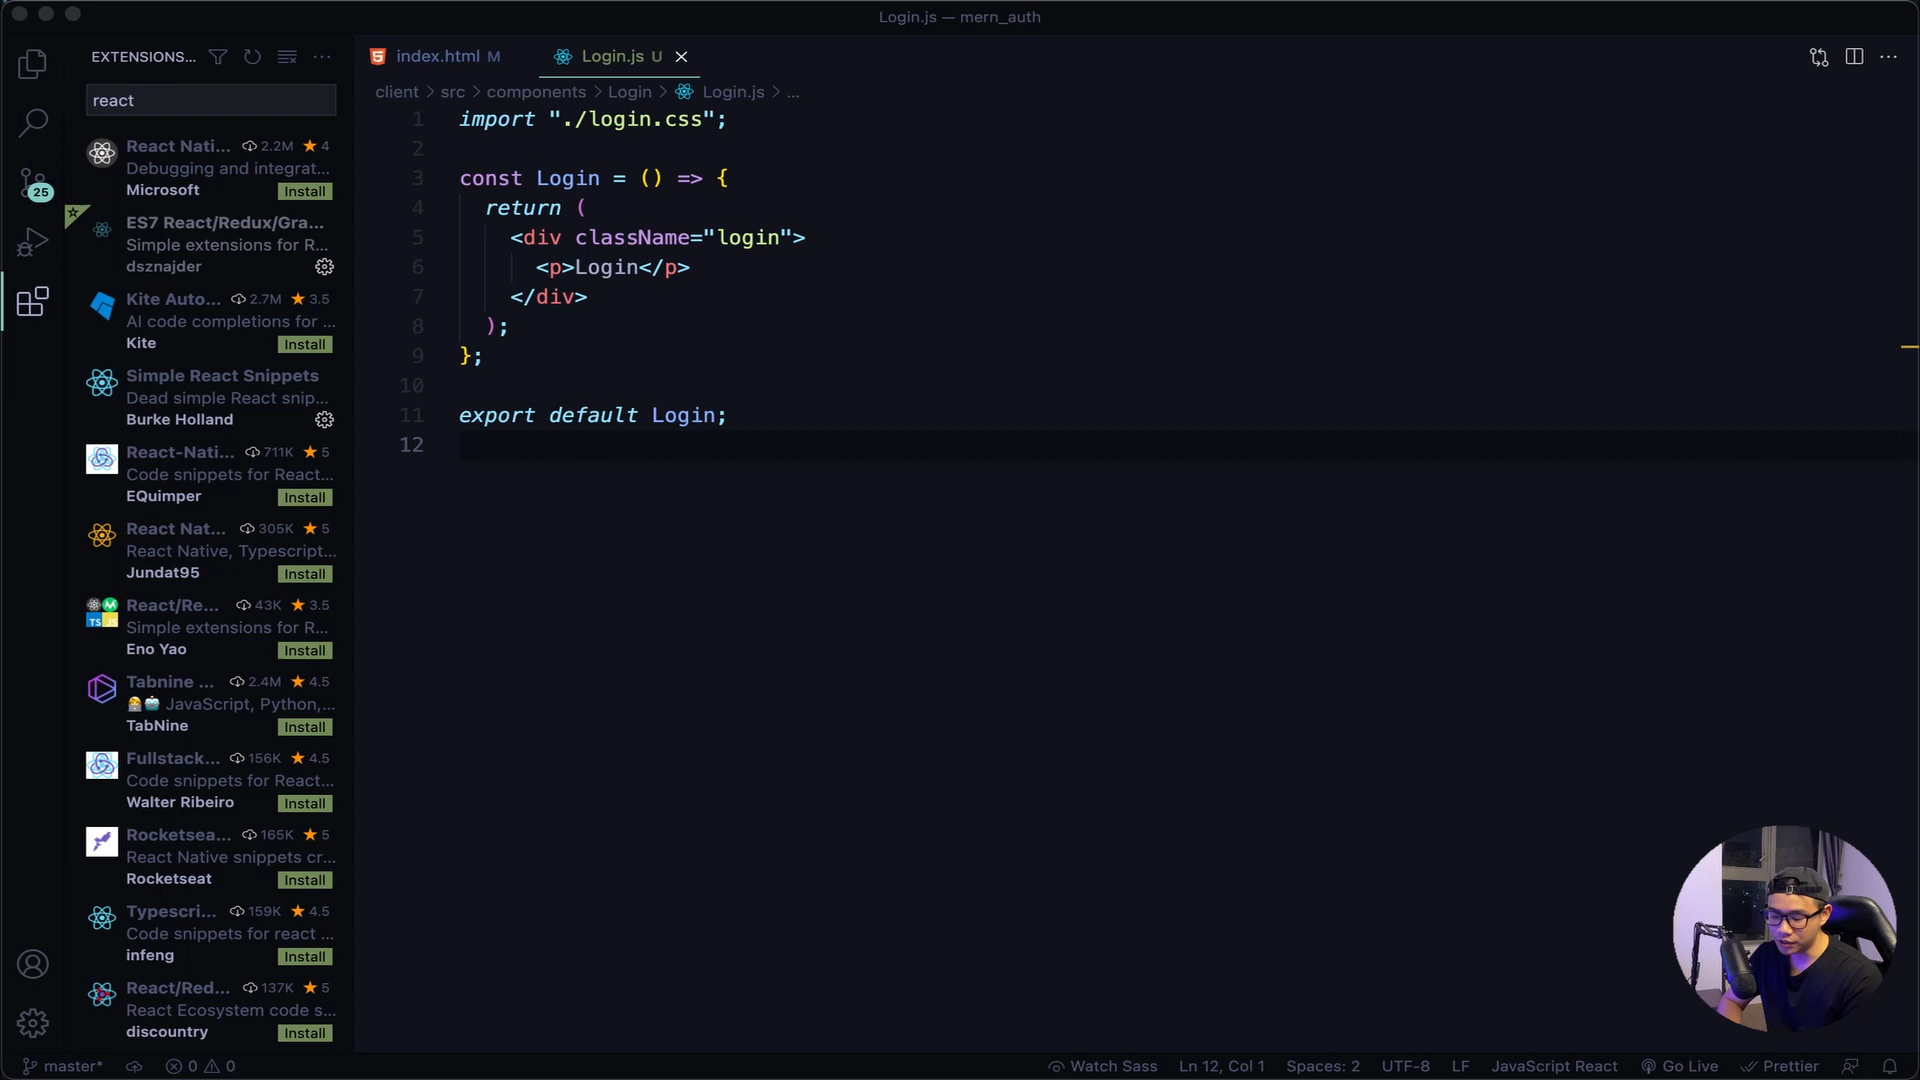 Login.js — mern_auth
EXTENSIONS...
react
React Nati... 2.2M 4
Debugging and integrat...
Microsoft Install
ES7 React/Redux/Gra...
Simple extensions for R...
dsznajder
Kite Auto... 2.7M 3.5
AI code completions for ...
Kite Install
Simple React Snippets
Dead simple React snip...
Burke Holland
React-Nati... 711K 5
Code snippets for React...
EQuimper Install
React Nat... 305K 5
React Native, Typescript...
Jundat95 Install
React/Re... 43K 3.5
Simple extensions for R...
Eno Yao Install
Tabnine ... 2.4M 4.5
JavaScript, Python,...
TabNine Install
Fullstack... 156K 4.5
Code snippets for React...
Walter Ribeiro Install
Rocketsea... 165K 5
React Native snippets cr...
Rocketseat Install
Typescri... 159K 4.5
Code snippets for react ...
infeng Install
React/Red... 137K 5
React Ecosystem code s...
discountry Install
25
index.html M Login.js U
client > src > components > Login > Login.js > ...
1 import "./login.css";
2
3 const Login = () => {
4 return (
5 <div className="login">
6 <p>Login</p>
7 </div>
8 );
9 };
10
11 export default Login;
12
master* 0 0 Watch Sass Ln 12, Col 1 Spaces: 2 UTF-8 LF JavaScript React Go Live Prettier